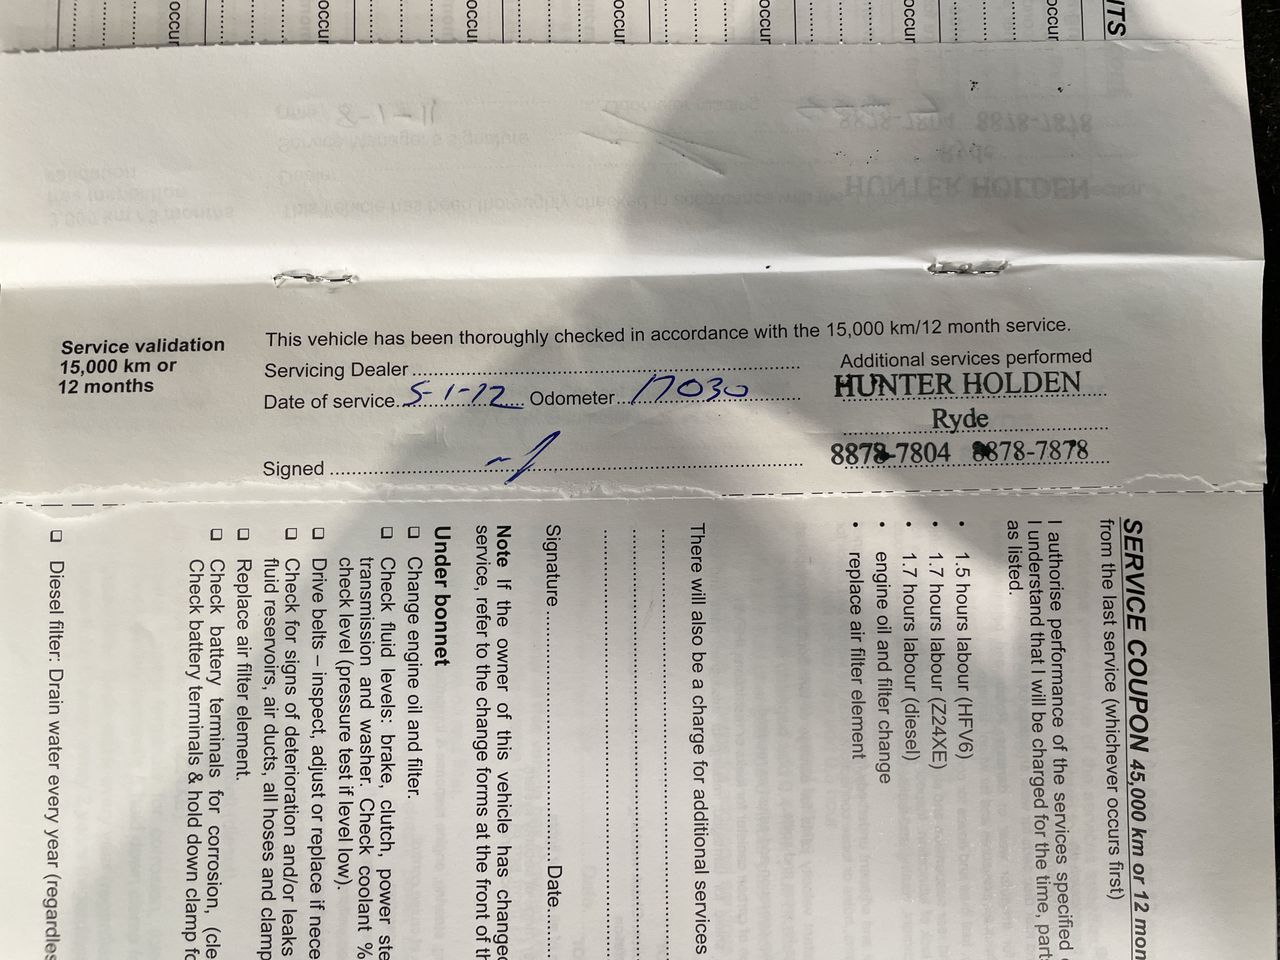 occur
occur
occur
occur
occur
occur
occur
ITS
Service validation
15,000 km or
12 months
This vehicle has been thoroughly checked in accordance with the 15,000 km/12 month service.
Servicing Dealer
Date of service 5-1-12 Odometer 17030
Signed
Additional services performed
HUNTER HOLDEN
Ryde
8878-7804 8878-7878
SERVICE COUPON 45,000 km or 12 mon
from the last service (whichever occurs first)
I authorise performance of the services specified
I understand that I will be charged for the time, part
as listed.
• 1.5 hours labour (HFV6)
• 1.7 hours labour (Z24XE)
• 1.7 hours labour (diesel)
• engine oil and filter change
• replace air filter element
There will also be a charge for additional services
Signature Date
Note If the owner of this vehicle has changed
service, refer to the change forms at the front of th
Under bonnet
❑ Change engine oil and filter.
❑ Check fluid levels: brake, clutch, power ste
transmission and washer. Check coolant %
check level (pressure test if level low).
❑ Drive belts – inspect, adjust or replace if nece
❑ Check for signs of deterioration and/or leaks
fluid reservoirs, air ducts, all hoses and clamp
❑ Replace air filter element.
❑ Check battery terminals for corrosion, (cle
Check battery terminals & hold down clamp fo
❑ Diesel filter: Drain water every year (regardles